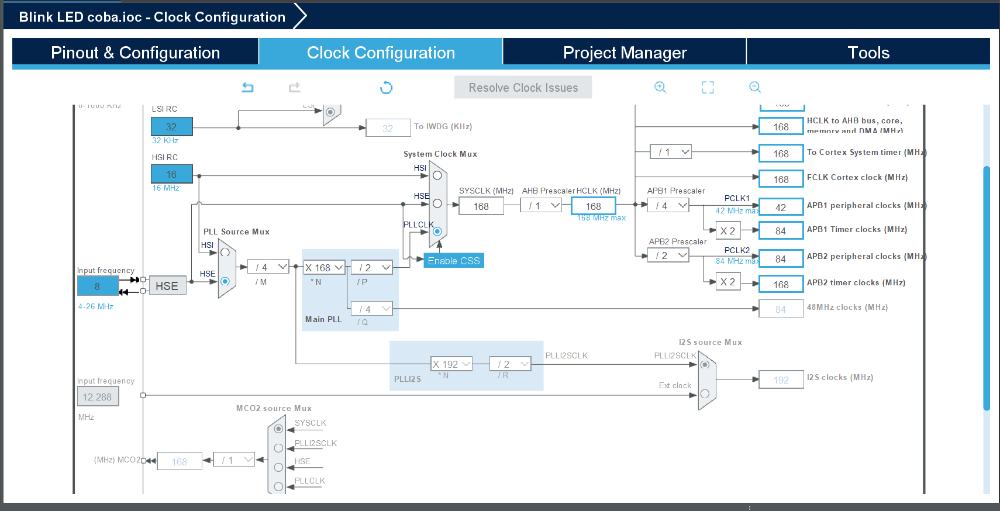 Blink LED coba.ioc - Clock Configuration
Pinout & Configuration
Clock Configuration
Project Manager
Tools
Resolve Clock Issues
0-1000 KHz
LSI RC
32
32 KHz
LSI
32
To IWDG (KHz)
168
HCLK to AHB bus, core,
memory and DMA (MHz)
/ 1
168
To Cortex System timer (MHz)
HSI RC
16
16 MHz
System Clock Mux
HSI
HSE
PLLCLK
Enable CSS
168
FCLK Cortex clock (MHz)
SYSCLK (MHz)
168
AHB Prescaler
/ 1
HCLK (MHz)
168
168 MHz max
APB1 Prescaler
/ 4
PCLK1
42 MHz max
42
APB1 peripheral clocks (MHz)
X 2
84
APB1 Timer clocks (MHz)
APB2 Prescaler
/ 2
PCLK2
84 MHz max
84
APB2 peripheral clocks (MHz)
X 2
168
APB2 timer clocks (MHz)
PLL Source Mux
HSI
HSE
Input frequency
8
4-26 MHz
HSE
/ 4
/ M
X 168
* N
/ 2
/ P
/ 4
/ Q
Main PLL
84
48MHz clocks (MHz)
X 192
* N
/ 2
/ R
PLLI2S
PLLI2SCLK
I2S source Mux
PLLI2SCLK
Ext.clock
192
I2S clocks (MHz)
Input frequency
12.288
MHz
MCO2 source Mux
SYSCLK
PLLI2SCLK
HSE
PLLCLK
(MHz) MCO2
168
/ 1